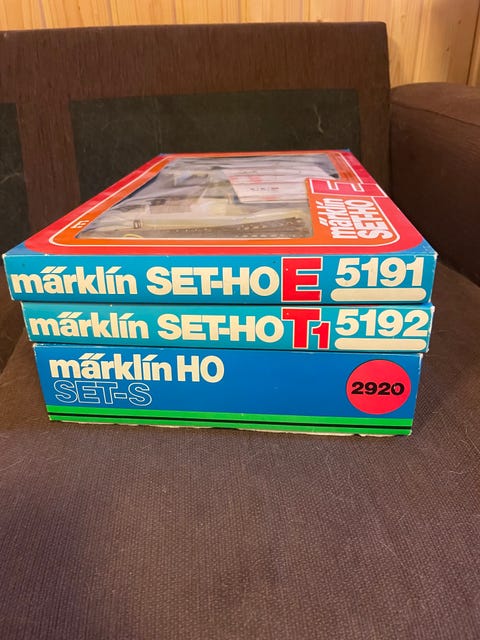 märklin
SET-HO E
märklin SET-HO E 5191
märklin SET-HO T1 5192
märklin HO
SET-S
2920